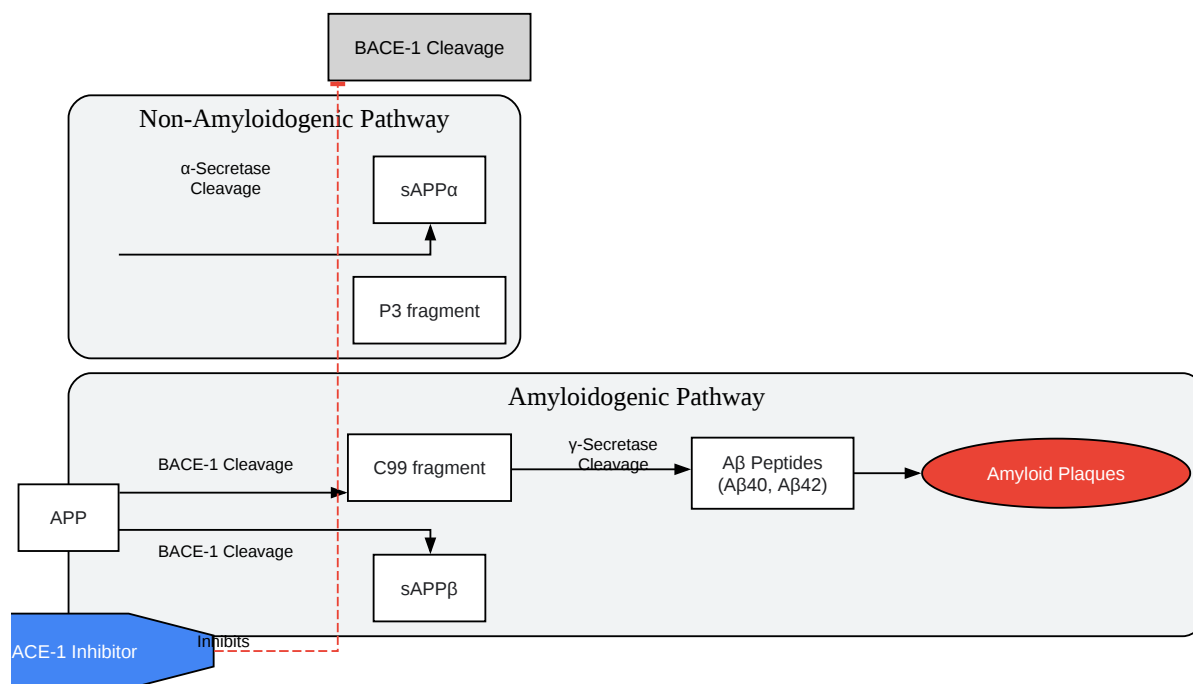 BACE-1 Cleavage
Non-Amyloidogenic Pathway
α-Secretase
Cleavage
sAPPα
P3 fragment
Amyloidogenic Pathway
BACE-1 Cleavage
C99 fragment
γ-Secretase
Cleavage
Aβ Peptides
(Aβ40, Aβ42)
Amyloid Plaques
APP
BACE-1 Cleavage
sAPPβ
ACE-1 Inhibitor
Inhibits